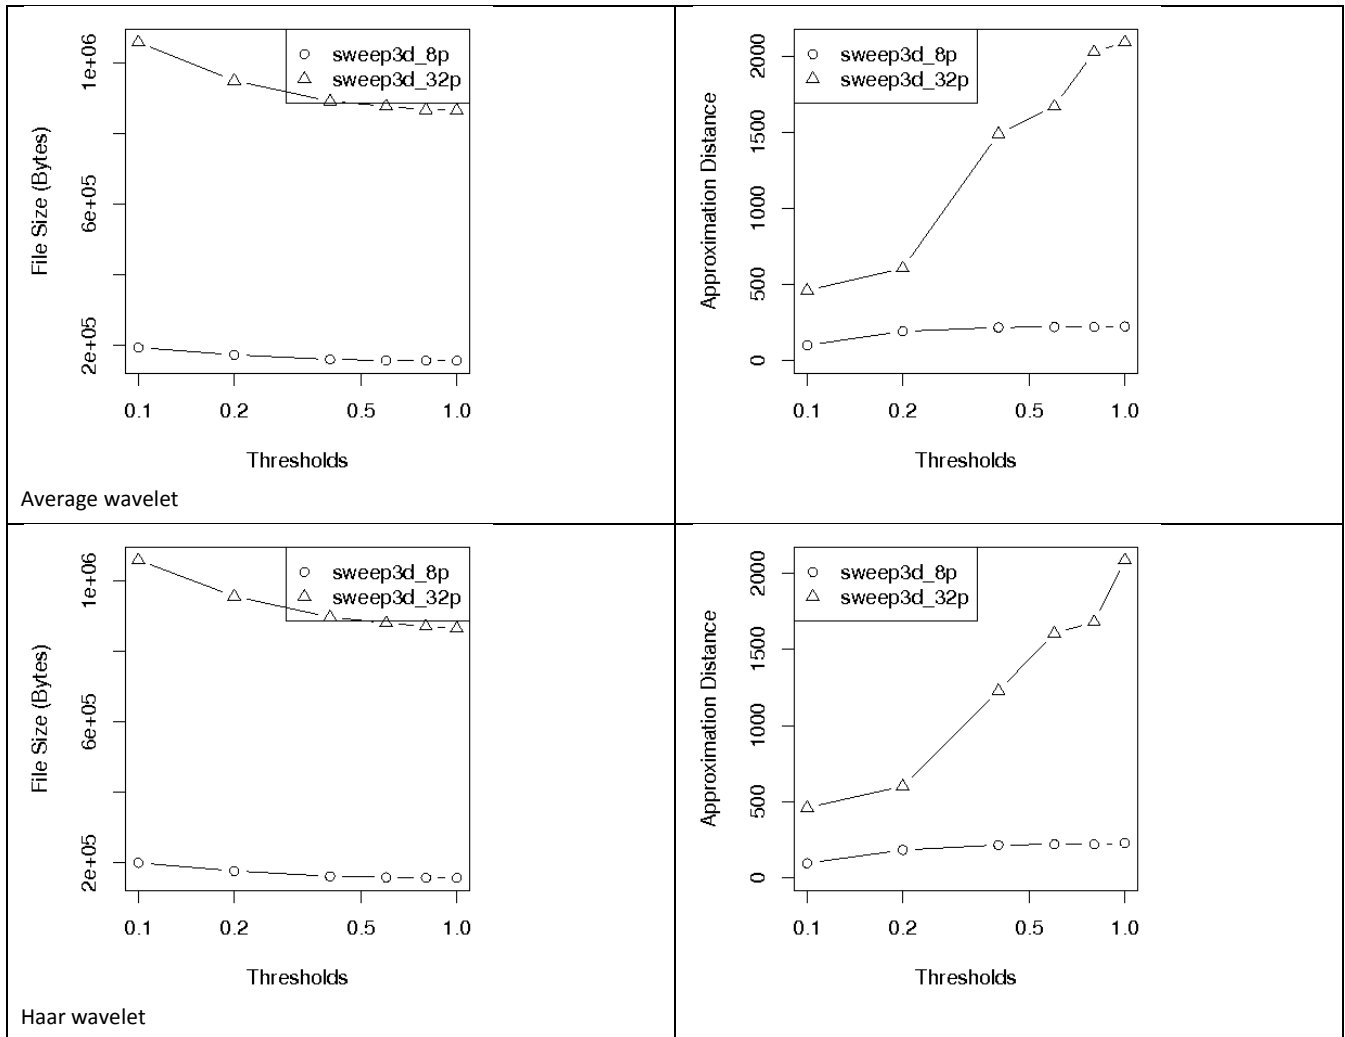 sweep3d_8p
sweep3d_32p
1e+06
6e+05
2e+05
File Size (Bytes)
0.1 0.2 0.5 1.0
Thresholds
Average wavelet
sweep3d_8p
sweep3d_32p
2000
1500
1000
500
0
Approximation Distance
0.1 0.2 0.5 1.0
Thresholds
sweep3d_8p
sweep3d_32p
1e+06
6e+05
2e+05
File Size (Bytes)
0.1 0.2 0.5 1.0
Thresholds
Haar wavelet
sweep3d_8p
sweep3d_32p
2000
1500
1000
500
0
Approximation Distance
0.1 0.2 0.5 1.0
Thresholds